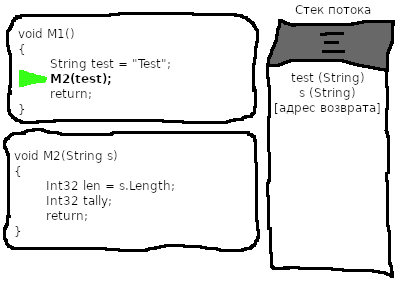 void M1()
{
String test = "Test";
M2(test);
return;
}
void M2(String s)
{
Int32 len = s.Length;
Int32 tally;
return;
}
Стек потока
test (String)
s (String)
[адрес возврата]